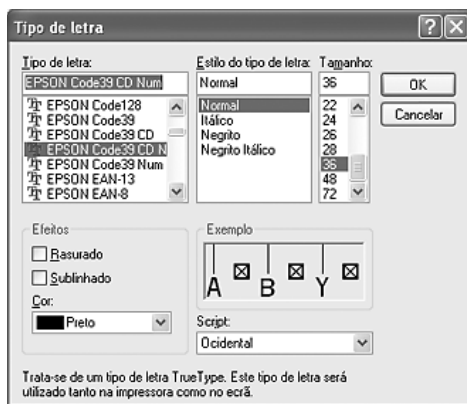 Tipo de letra
Tipo de letra:
EPSON Code39 CD Num
EPSON Code128
EPSON Code39
EPSON Code39 CD
EPSON Code39 CD N
EPSON Code39 Num
EPSON EAN-13
EPSON EAN-8
Estilo do tipo de letra:
Normal
Normal
Itálico
Negrito
Negrito Itálico
Tamanho:
36
22
24
26
28
36
48
72
OK
Cancelar
Efeitos
Rasurado
Sublinhado
Cor:
Preto
Exemplo
A B Y
Script:
Ocidental
Trata-se de um tipo de letra TrueType. Este tipo de letra será
utilizado tanto na impressora como no ecrã.